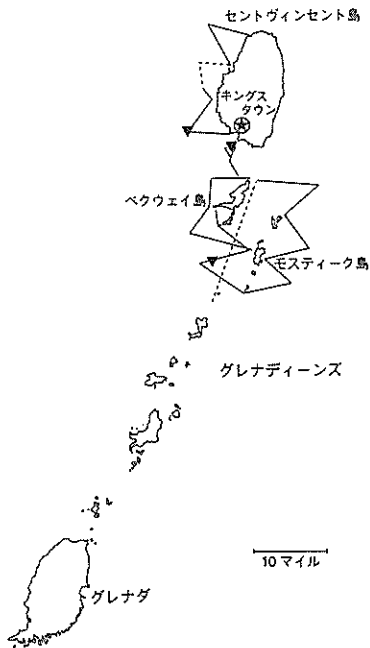 セントヴィンセント島
キングス
タウン
ベクウェイ島
モスティーク島
グレナディーンズ
10 マイル
グレナダ